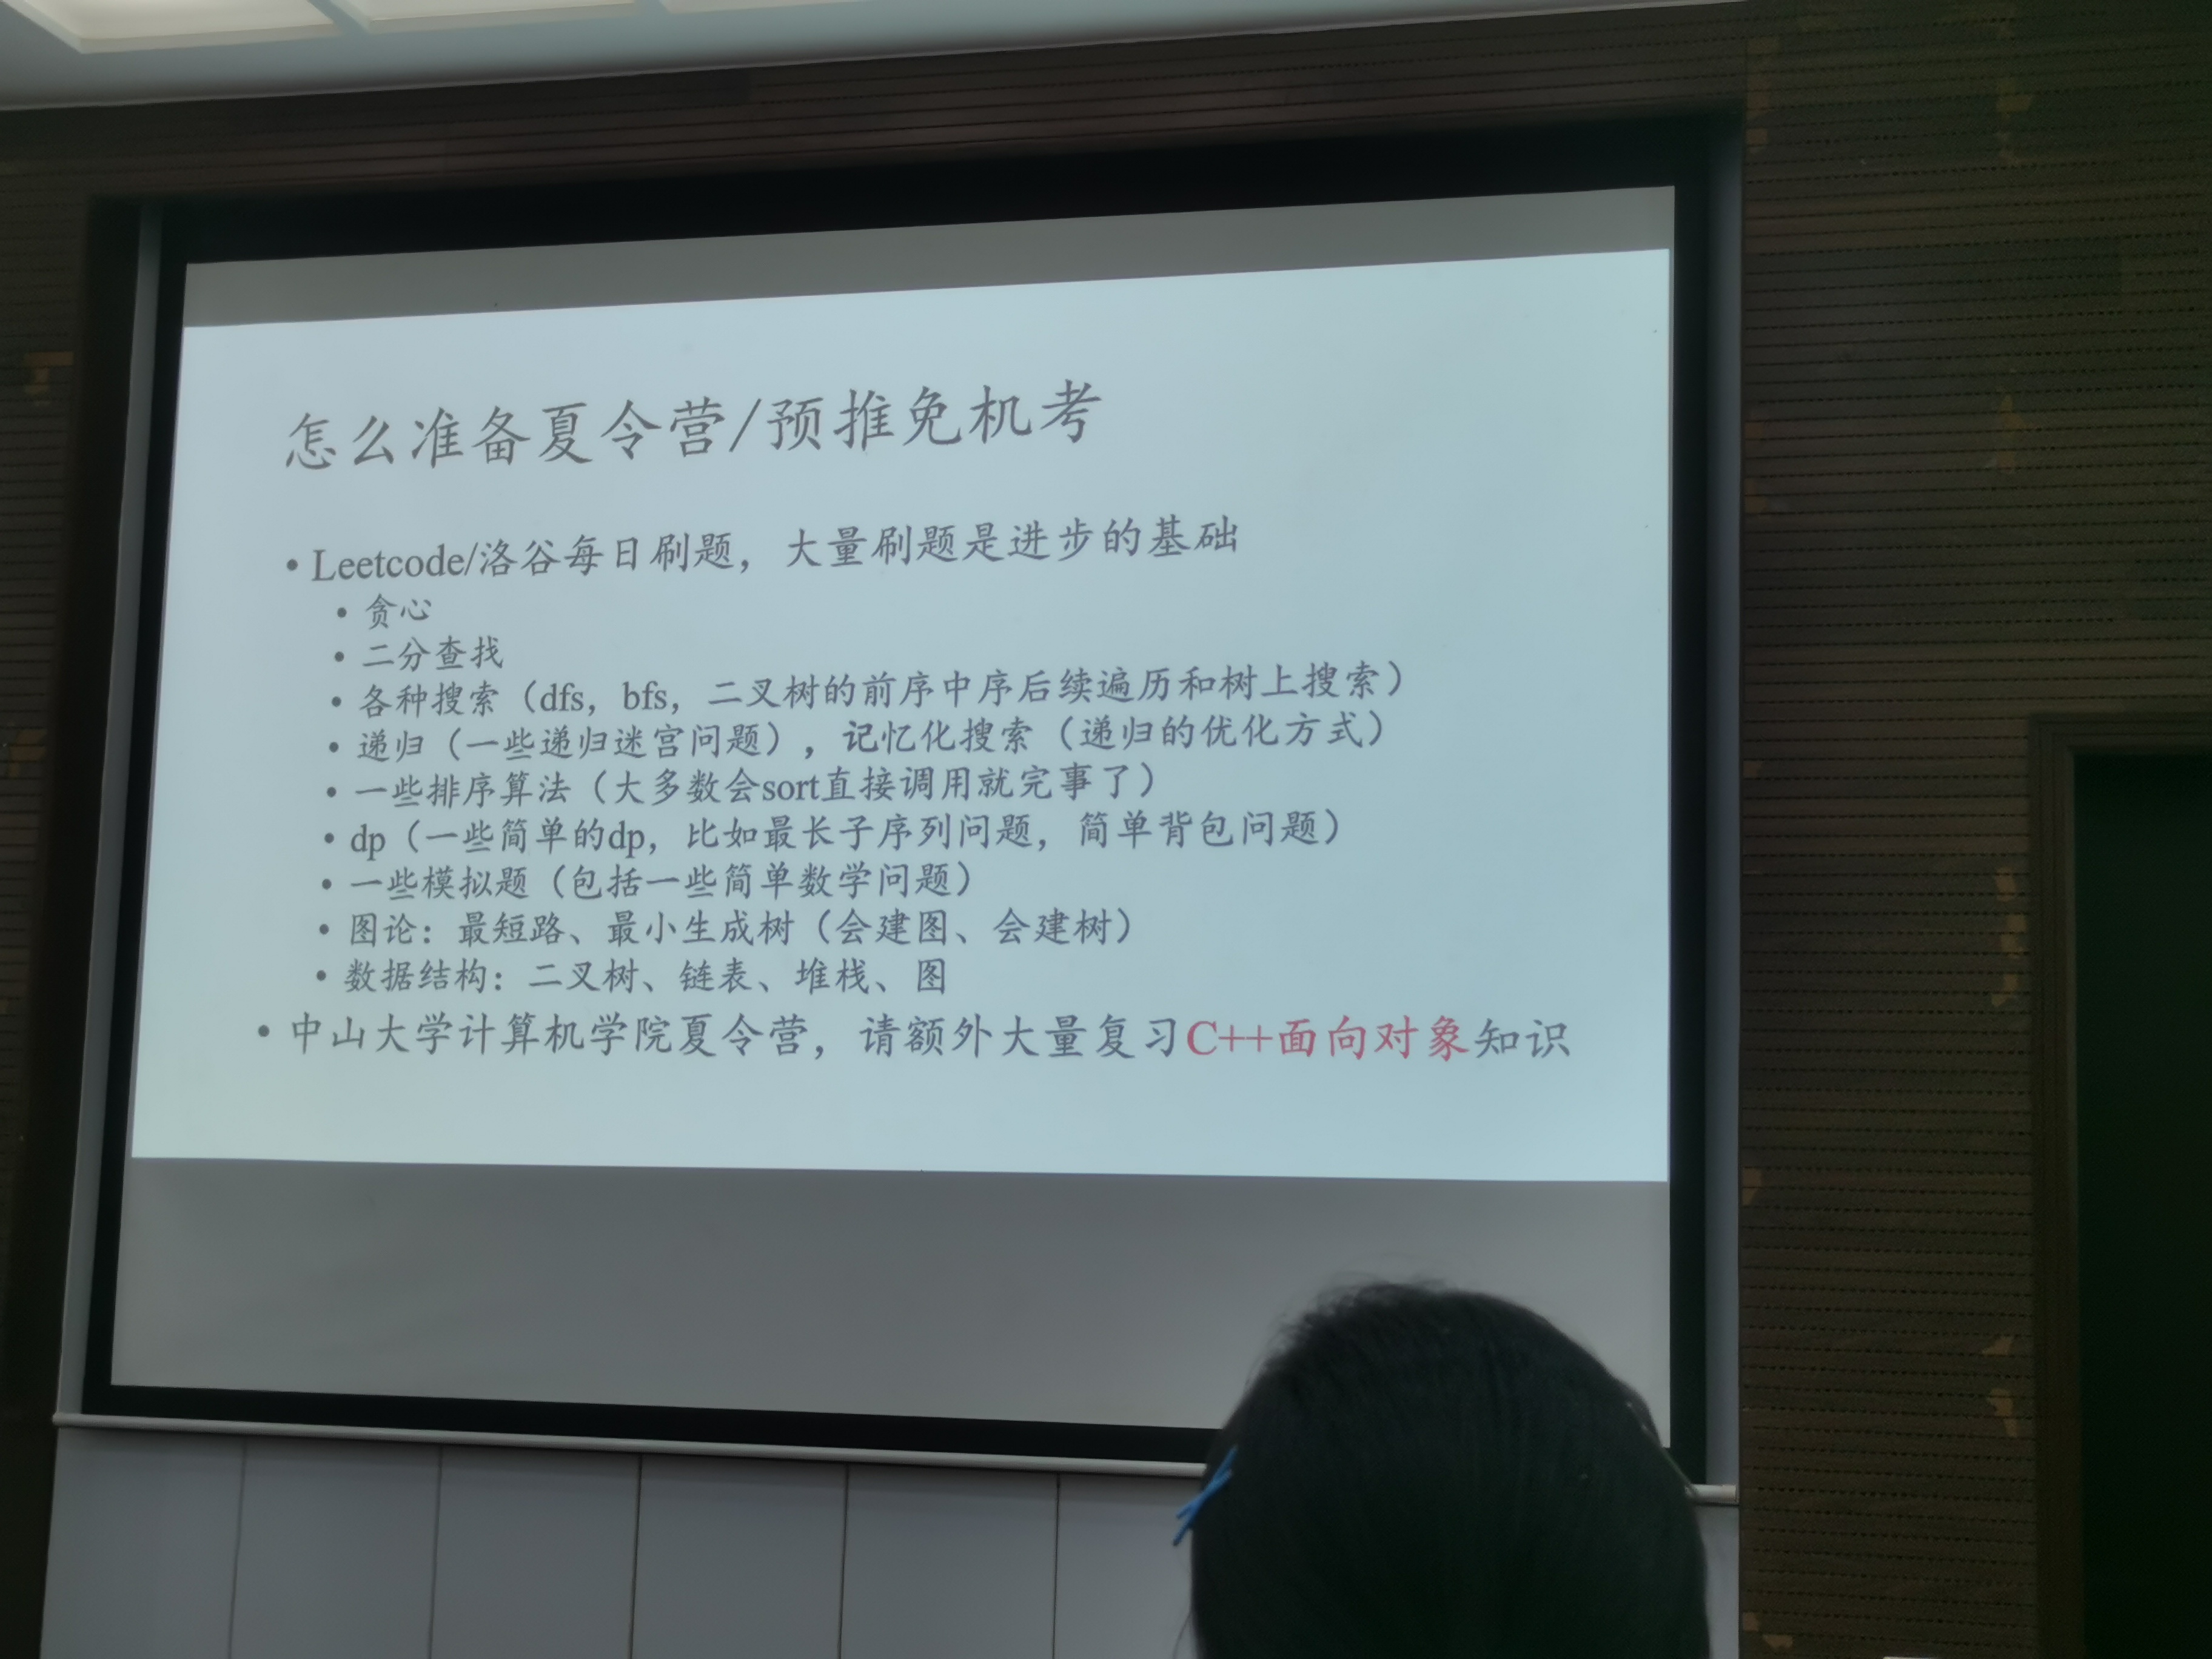 怎么准备夏令营/预推免机考
• Leetcode/洛谷每日刷题，大量刷题是进步的基础
• 贪心
• 二分查找
• 各种搜索（dfs，bfs，二叉树的前序中序后续遍历和树上搜索）
• 递归（一些递归迷宫问题），记忆化搜索（递归的优化方式）
• 一些排序算法（大多数会sort直接调用就完事了）
• dp（一些简单的dp，比如最长子序列问题，简单背包问题）
• 一些模拟题（包括一些简单数学问题）
• 图论：最短路、最小生成树（会建图、会建树）
• 数据结构：二叉树、链表、堆栈、图
• 中山大学计算机学院夏令营，请额外大量复习C++面向对象知识